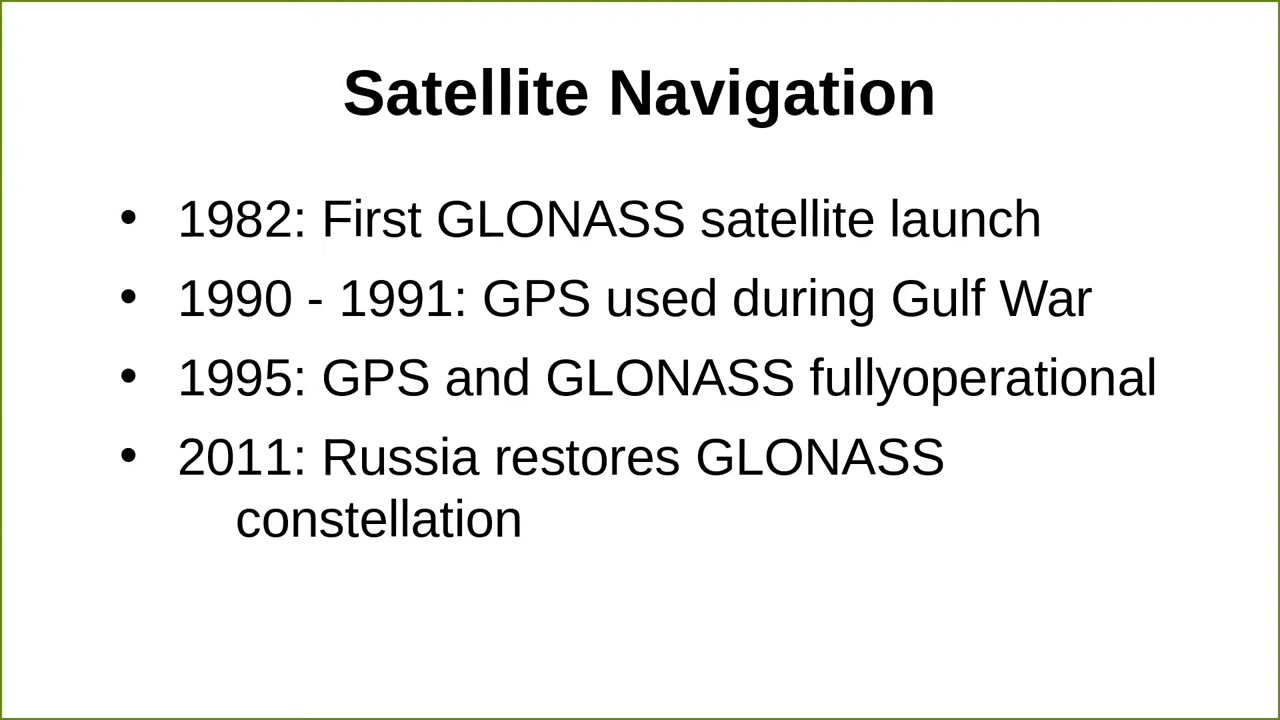 Satellite Navigation
• 1982: First GLONASS satellite launch
• 1990 - 1991: GPS used during Gulf War
• 1995: GPS and GLONASS fullyoperational
• 2011: Russia restores GLONASS
constellation